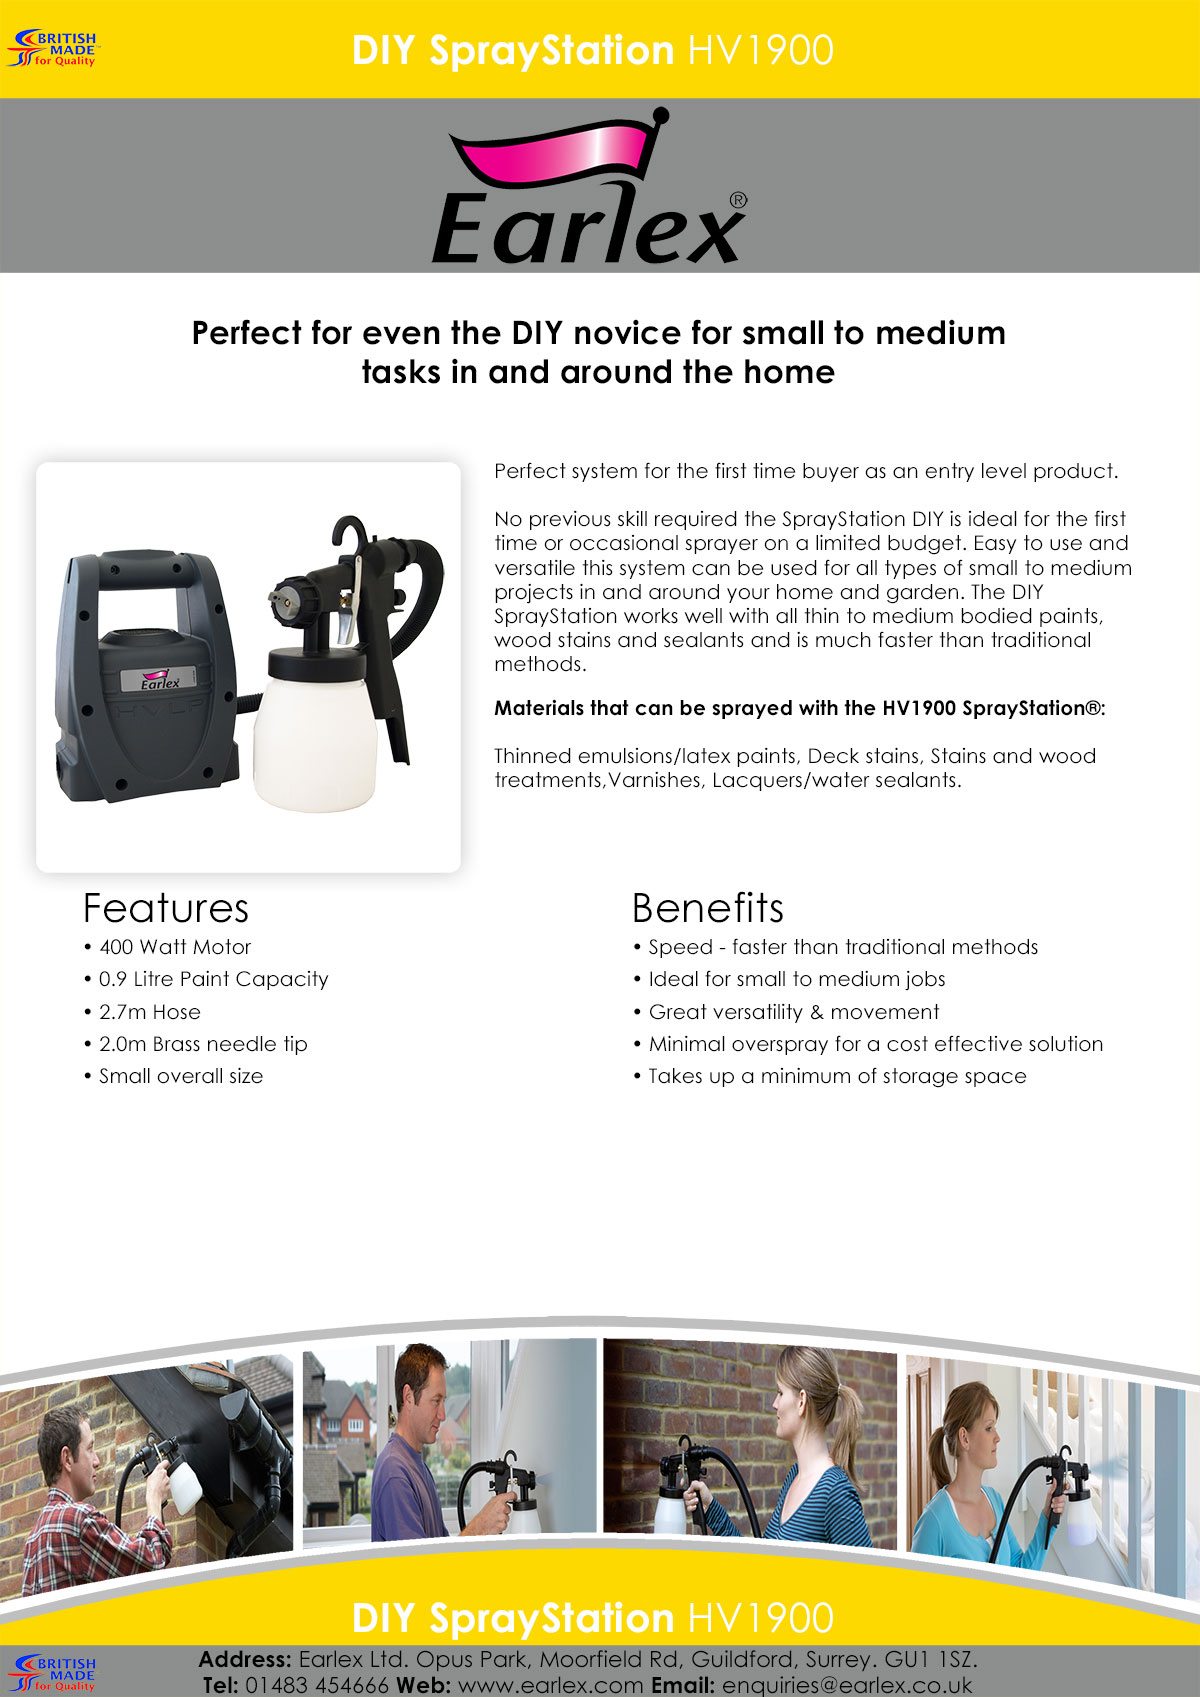 BRITISH
MADE
for Quality
DIY SprayStation HV1900
Earlex®
Perfect for even the DIY novice for small to medium
tasks in and around the home
Earlex
HVLP
Perfect system for the first time buyer as an entry level product.
No previous skill required the SprayStation DIY is ideal for the first
time or occasional sprayer on a limited budget. Easy to use and
versatile this system can be used for all types of small to medium
projects in and around your home and garden. The DIY
SprayStation works well with all thin to medium bodied paints,
wood stains and sealants and is much faster than traditional
methods.
Materials that can be sprayed with the HV1900 SprayStation®:
Thinned emulsions/latex paints, Deck stains, Stains and wood
treatments,Varnishes, Lacquers/water sealants.
Features
• 400 Watt Motor
• 0.9 Litre Paint Capacity
• 2.7m Hose
• 2.0m Brass needle tip
• Small overall size
Benefits
• Speed - faster than traditional methods
• Ideal for small to medium jobs
• Great versatility & movement
• Minimal overspray for a cost effective solution
• Takes up a minimum of storage space
DIY SprayStation HV1900
BRITISH
MADE
for Quality
Address: Earlex Ltd. Opus Park, Moorfield Rd, Guildford, Surrey. GU1 1SZ.
Tel: 01483 454666 Web: www.earlex.com Email: enquiries@earlex.co.uk